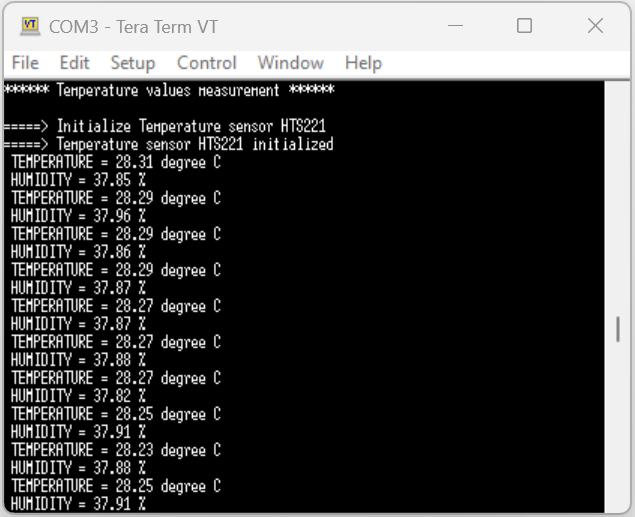 VT COM3 - Tera Term VT
File Edit Setup Control Window Help
****** Temperature values measurement ******
=====> Initialize Temperature sensor HTS221
=====> Temperature sensor HTS221 initialized
TEMPERATURE = 28.31 degree C
HUMIDITY = 37.85 %
TEMPERATURE = 28.29 degree C
HUMIDITY = 37.96 %
TEMPERATURE = 28.29 degree C
HUMIDITY = 37.86 %
TEMPERATURE = 28.29 degree C
HUMIDITY = 37.87 %
TEMPERATURE = 28.27 degree C
HUMIDITY = 37.87 %
TEMPERATURE = 28.27 degree C
HUMIDITY = 37.88 %
TEMPERATURE = 28.27 degree C
HUMIDITY = 37.82 %
TEMPERATURE = 28.25 degree C
HUMIDITY = 37.91 %
TEMPERATURE = 28.23 degree C
HUMIDITY = 37.88 %
TEMPERATURE = 28.25 degree C
HUMIDITY = 37.91 %